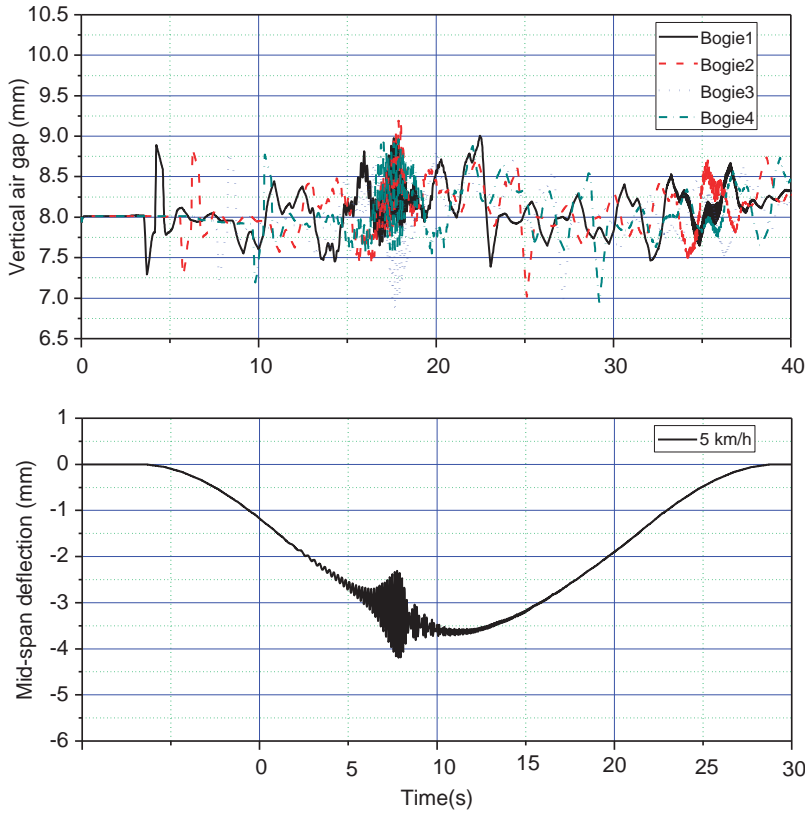 10.5
10.0
9.5
9.0
8.5
8.0
7.5
7.0
6.5
Vertical air gap (mm)
Bogie1
Bogie2
Bogie3
Bogie4
0 10 20 30 40
1
0
-1
-2
-3
-4
-5
-6
Mid-span deflection (mm)
5 km/h
0 5 10 15 20 25 30
Time(s)